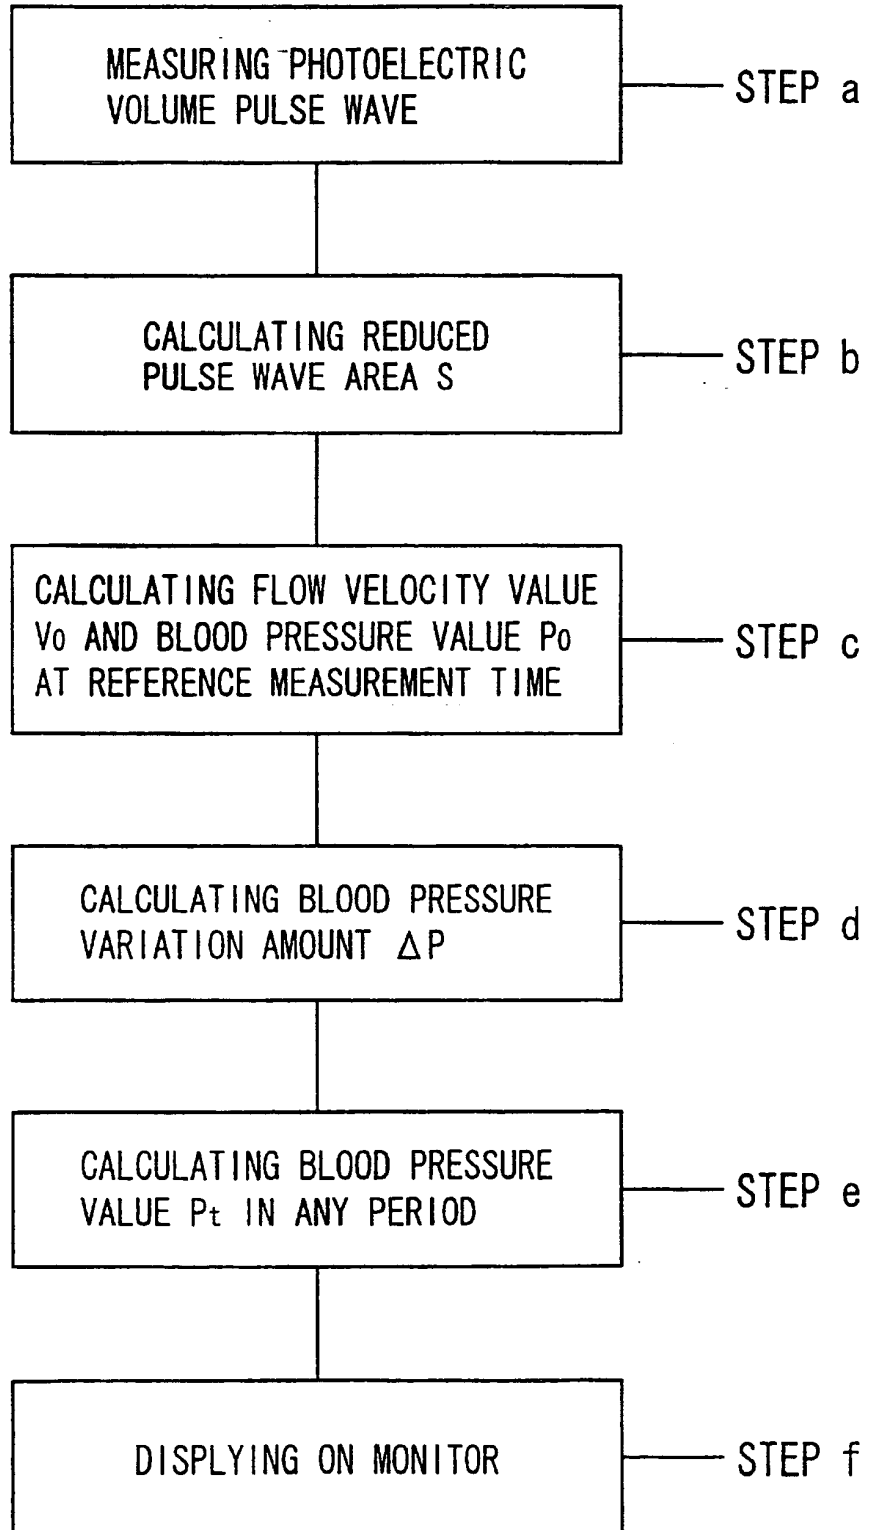 MEASURING PHOTOELECTRIC
VOLUME PULSE WAVE
STEP a
CALCULATING REDUCED
PULSE WAVE AREA S
STEP b
CALCULATING FLOW VELOCITY VALUE
V0 AND BLOOD PRESSURE VALUE P0
AT REFERENCE MEASUREMENT TIME
STEP c
CALCULATING BLOOD PRESSURE
VARIATION AMOUNT ΔP
STEP d
CALCULATING BLOOD PRESSURE
VALUE Pt IN ANY PERIOD
STEP e
DISPLYING ON MONITOR
STEP f